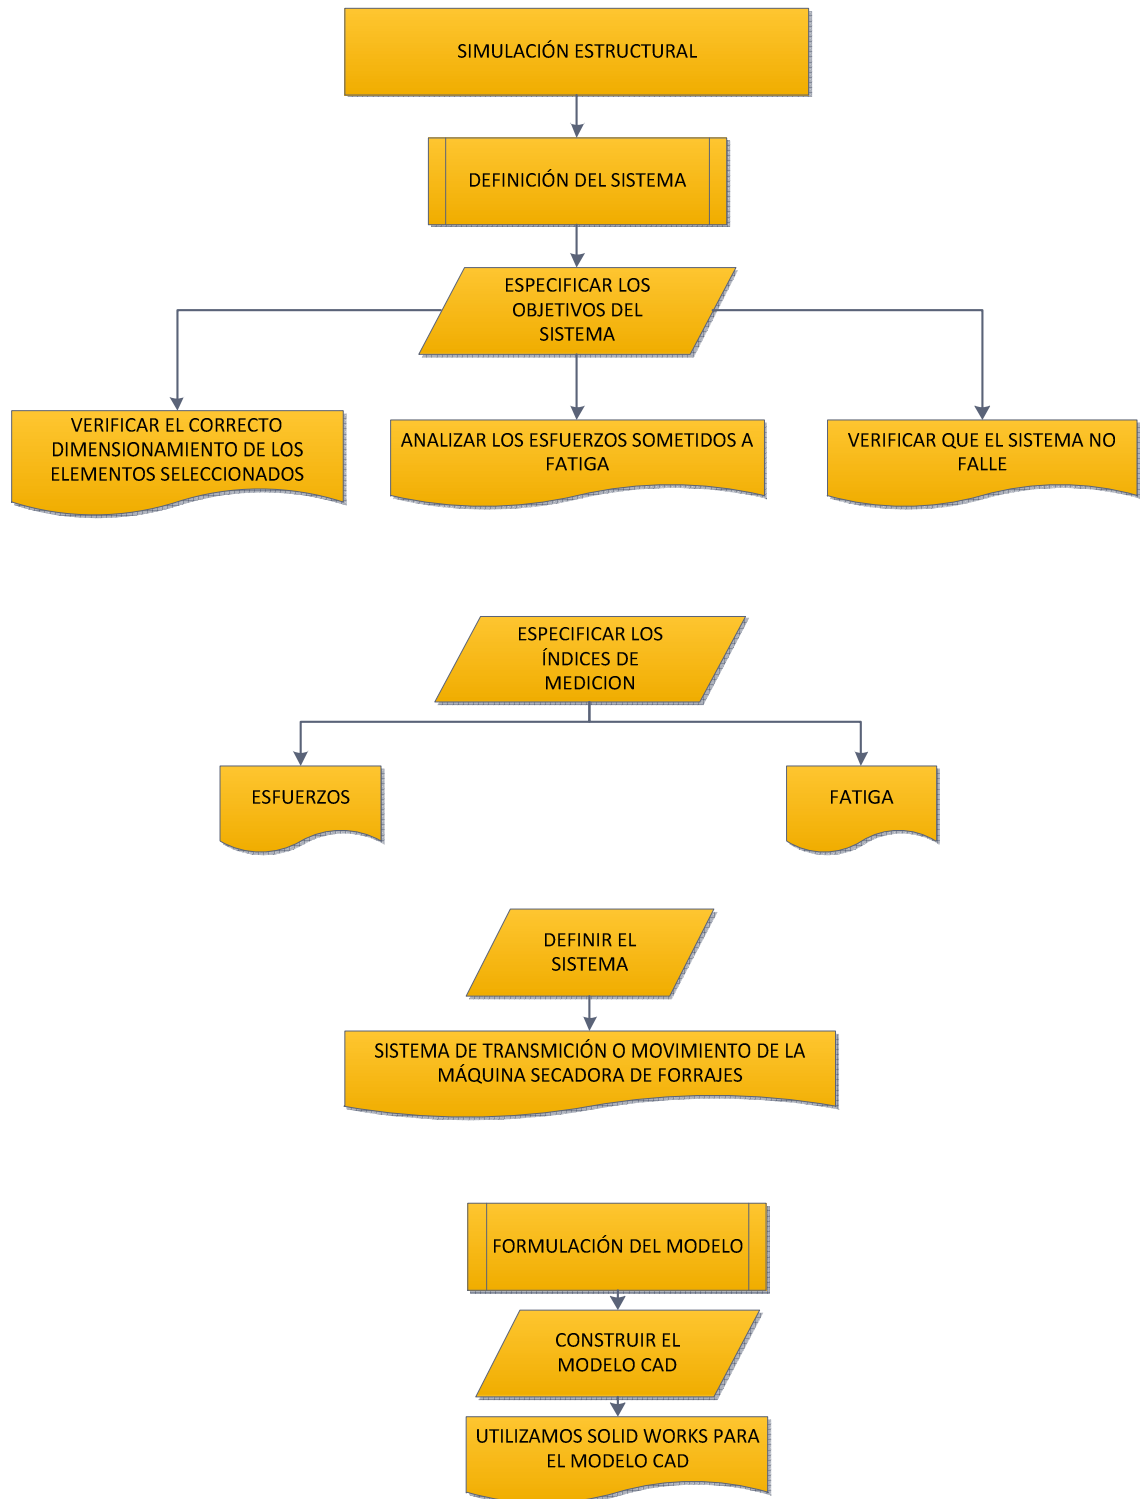 SIMULACIÓN ESTRUCTURAL
DEFINICIÓN DEL SISTEMA
ESPECIFICAR LOS
OBJETIVOS DEL
SISTEMA
VERIFICAR EL CORRECTO
DIMENSIONAMIENTO DE LOS
ELEMENTOS SELECCIONADOS
ANALIZAR LOS ESFUERZOS SOMETIDOS A
FATIGA
VERIFICAR QUE EL SISTEMA NO
FALLE
ESPECIFICAR LOS
ÍNDICES DE
MEDICION
ESFUERZOS
FATIGA
DEFINIR EL
SISTEMA
SISTEMA DE TRANSMICIÓN O MOVIMIENTO DE LA
MÁQUINA SECADORA DE FORRAJES
FORMULACIÓN DEL MODELO
CONSTRUIR EL
MODELO CAD
UTILIZAMOS SOLID WORKS PARA
EL MODELO CAD